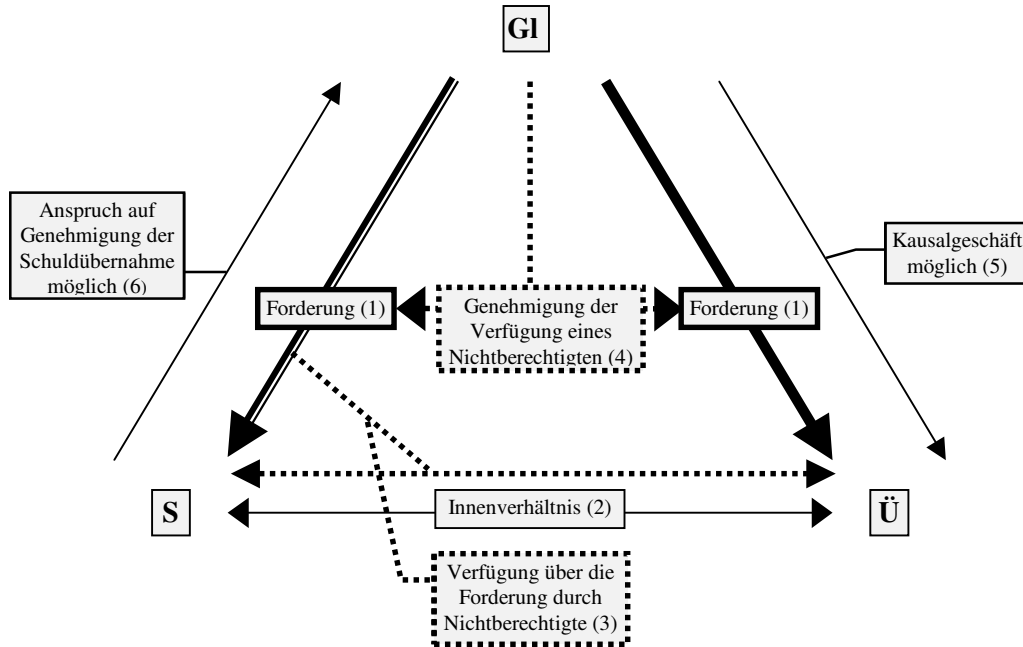 Gl
Anspruch auf
Genehmigung der
Schuldübernahme
möglich (6)
Kausalgeschäft
möglich (5)
Forderung (1)
Genehmigung der
Verfügung eines
Nichtberechtigten (4)
Forderung (1)
S
Innenverhältnis (2)
Ü
Verfügung über die
Forderung durch
Nichtberechtigte (3)